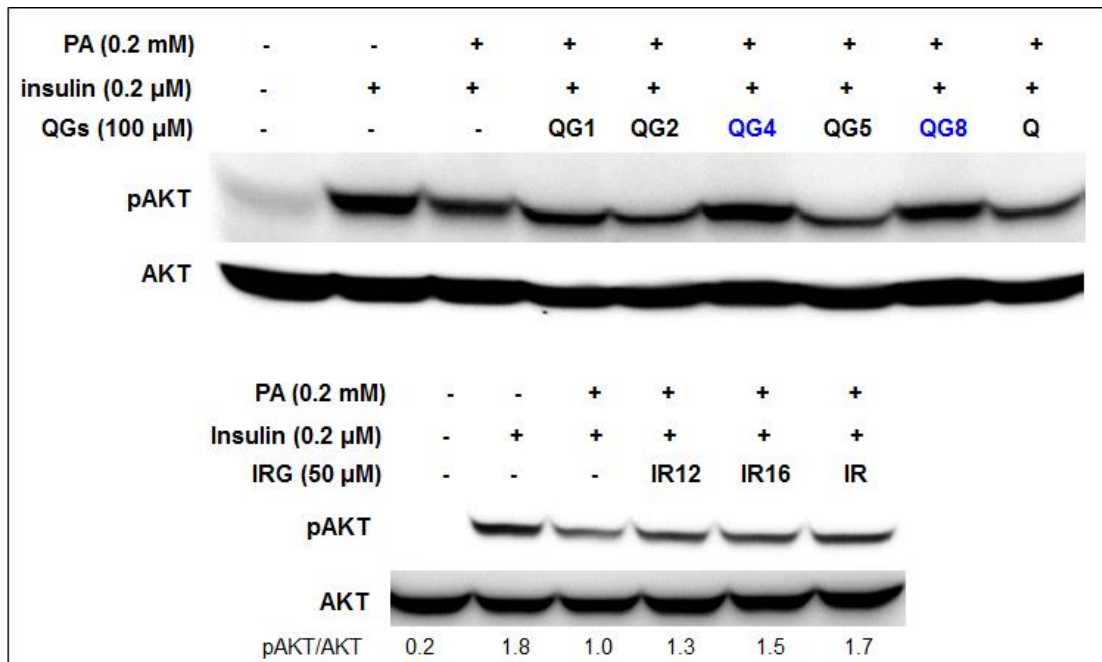 PA (0.2 mM) - - + + + + + + +
insulin (0.2 µM) - + + + + + + + +
QGs (100 µM) - - - QG1 QG2 QG4 QG5 QG8 Q
pAKT
AKT
PA (0.2 mM) - - + + + +
Insulin (0.2 µM) - + + + + +
IRG (50 µM) - - - IR12 IR16 IR
pAKT
AKT
pAKT/AKT 0.2 1.8 1.0 1.3 1.5 1.7